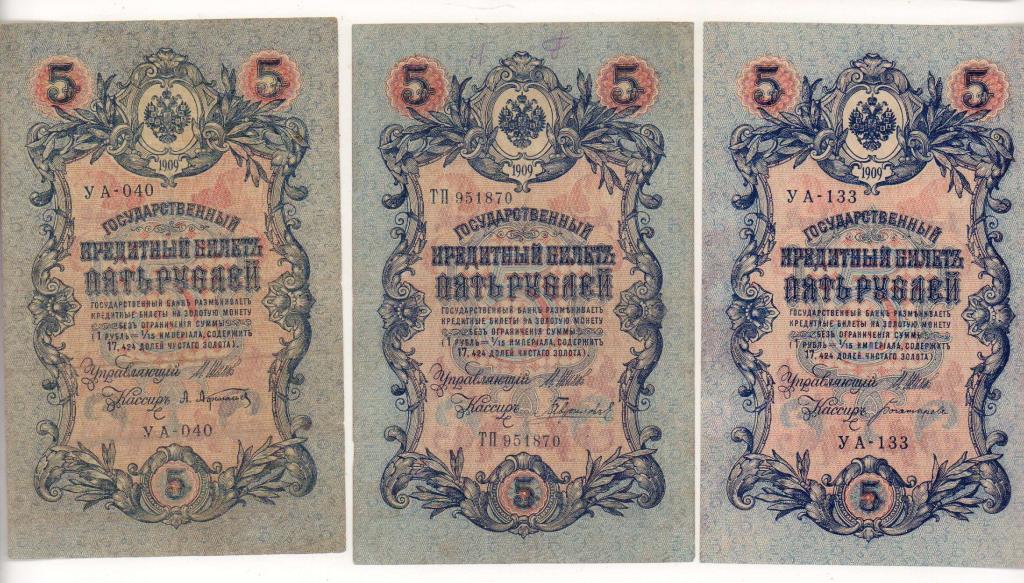 5 5
1909
УА-040
ГОСУДАРСТВЕННЫЙ
КРЕДИТНЫЙ БИЛЕТЪ
ПЯТЬ РУБЛЕЙ
ГОСУДАРСТВЕННЫЙ БАНКЪ РАЗМѢНИВАЕТЪ
КРЕДИТНЫЕ БИЛЕТЫ НА ЗОЛОТУЮ МОНЕТУ
БЕЗЪ ОГРАНИЧЕНІЯ СУММЫ
(1 РУБЛЬ = 1/15 ИМПЕРІАЛА, СОДЕРЖИТЪ
17,424 ДОЛЕЙ ЧИСТАГО ЗОЛОТА).
Управляющій
Кассиръ
УА-040
5
5 5
1909
ТП 951870
ГОСУДАРСТВЕННЫЙ
КРЕДИТНЫЙ БИЛЕТЪ
ПЯТЬ РУБЛЕЙ
ГОСУДАРСТВЕННЫЙ БАНКЪ РАЗМѢНИВАЕТЪ
КРЕДИТНЫЕ БИЛЕТЫ НА ЗОЛОТУЮ МОНЕТУ
БЕЗЪ ОГРАНИЧЕНІЯ СУММЫ
(1 РУБЛЬ = 1/15 ИМПЕРІАЛА, СОДЕРЖИТЪ
17,424 ДОЛЕЙ ЧИСТАГО ЗОЛОТА).
Управляющій
Кассиръ
ТП 951870
5
5 5
1909
УА-133
ГОСУДАРСТВЕННЫЙ
КРЕДИТНЫЙ БИЛЕТЪ
ПЯТЬ РУБЛЕЙ
ГОСУДАРСТВЕННЫЙ БАНКЪ РАЗМѢНИВАЕТЪ
КРЕДИТНЫЕ БИЛЕТЫ НА ЗОЛОТУЮ МОНЕТУ
БЕЗЪ ОГРАНИЧЕНІЯ СУММЫ
(1 РУБЛЬ = 1/15 ИМПЕРІАЛА, СОДЕРЖИТЪ
17,424 ДОЛЕЙ ЧИСТАГО ЗОЛОТА).
Управляющій
Кассиръ
УА-133
5